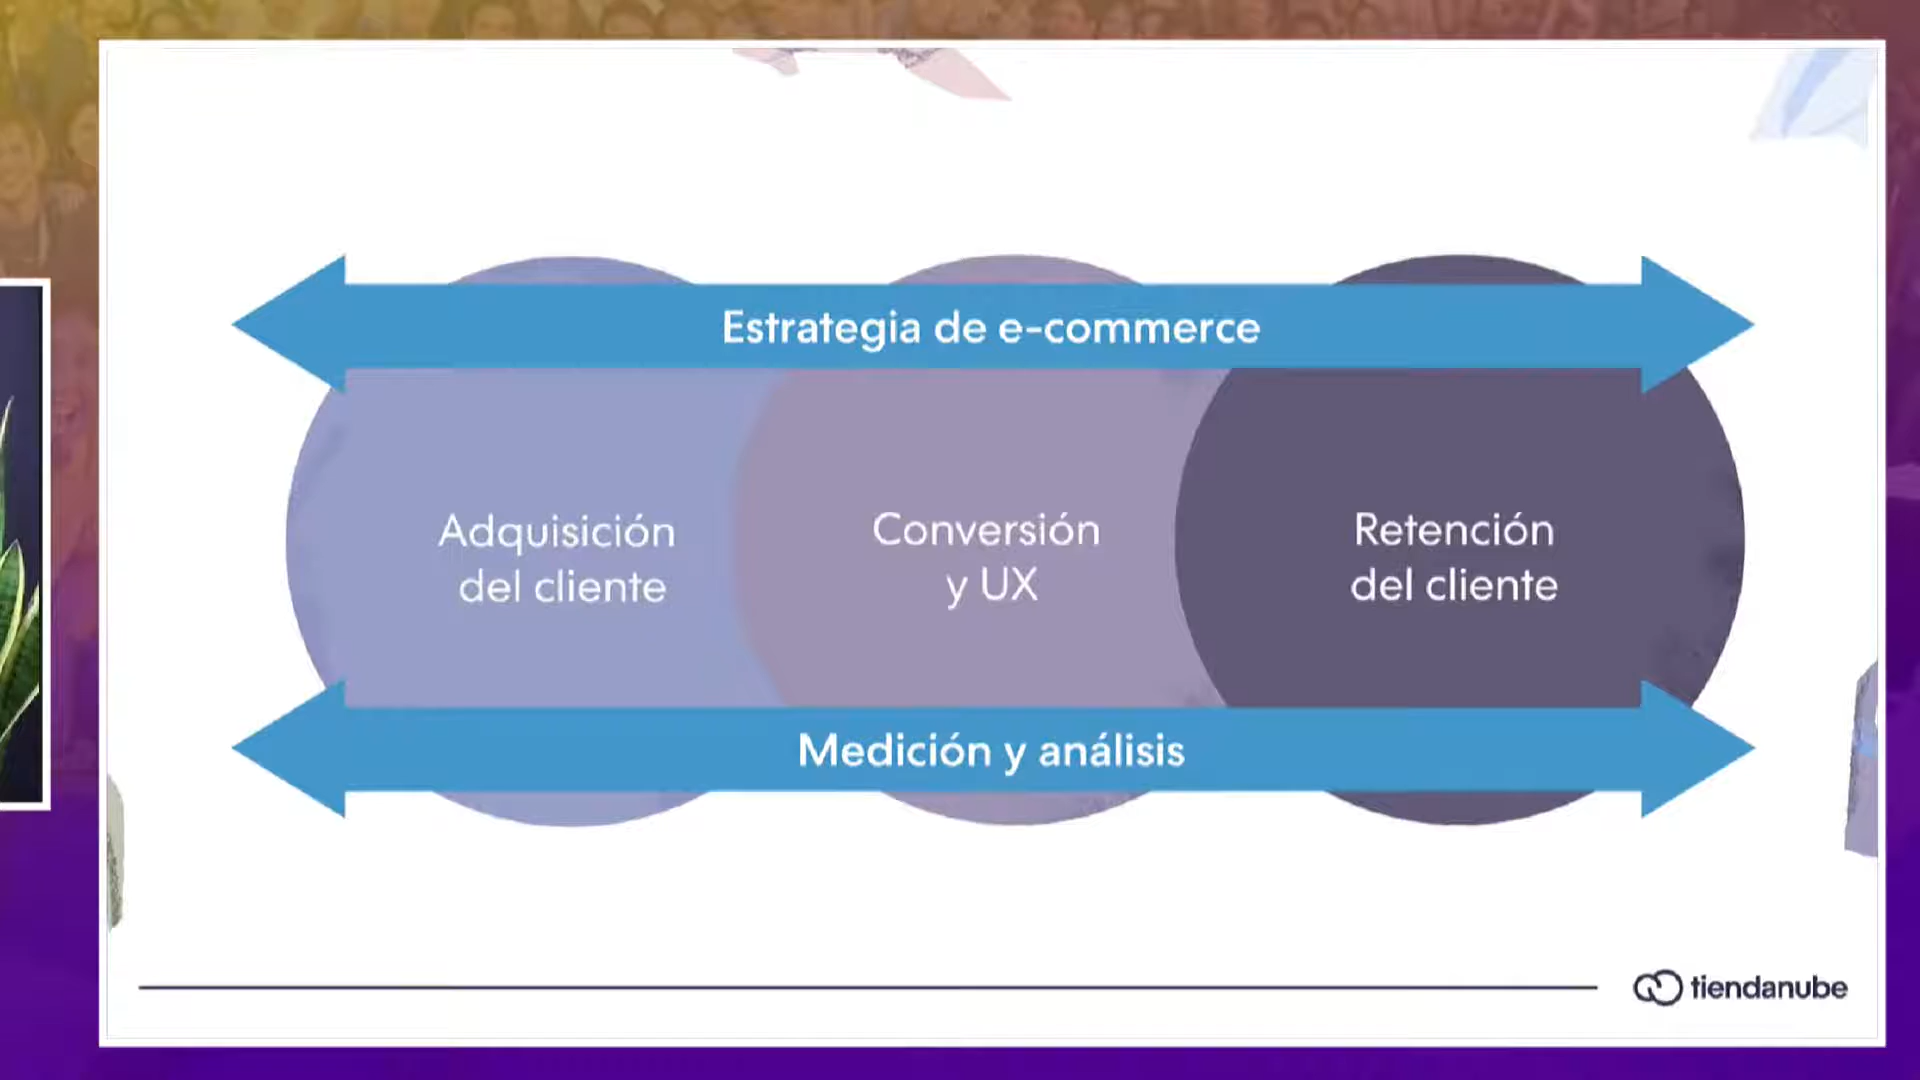 Estrategia de e-commerce
Adquisición
del cliente
Conversión
y UX
Retención
del cliente
Medición y análisis
tiendanube